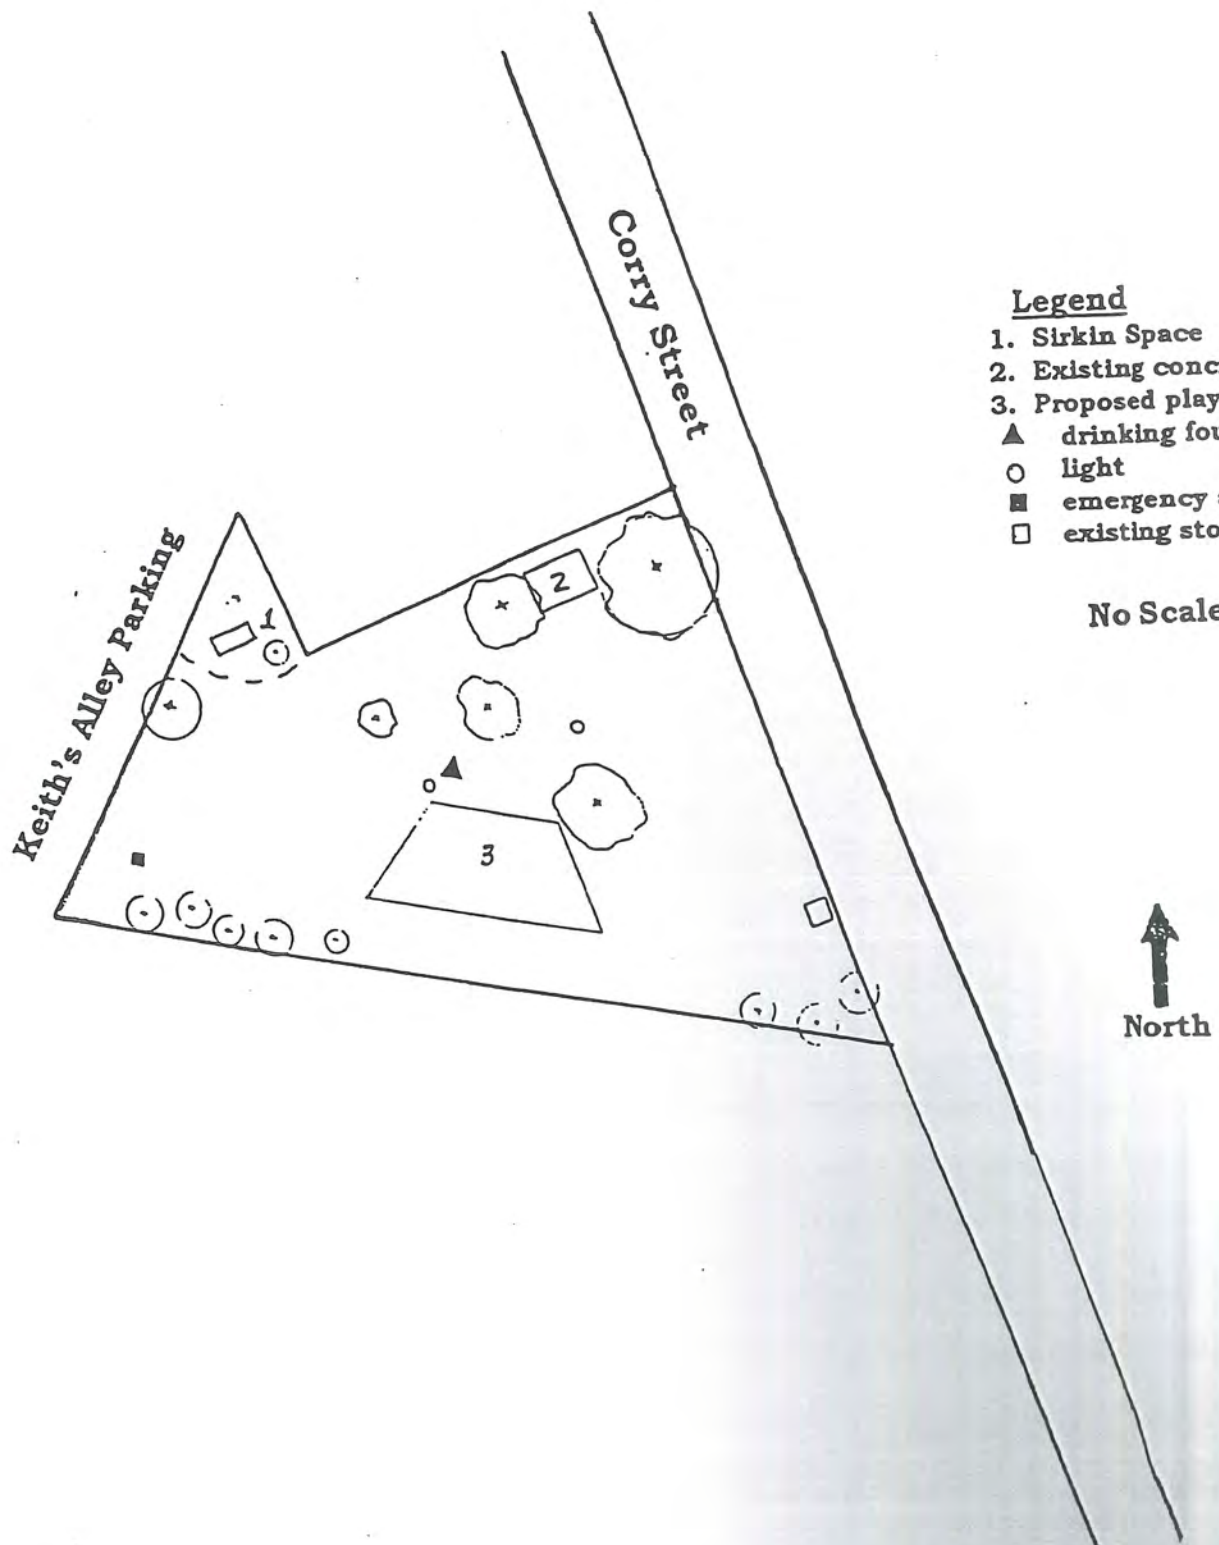 Corry Street
Legend
1. Sirkin Space
2. Existing conc
3. Proposed play
drinking fou
light
emergency
existing sto
No Scale
1
2
3
Keith's Alley Parking
North